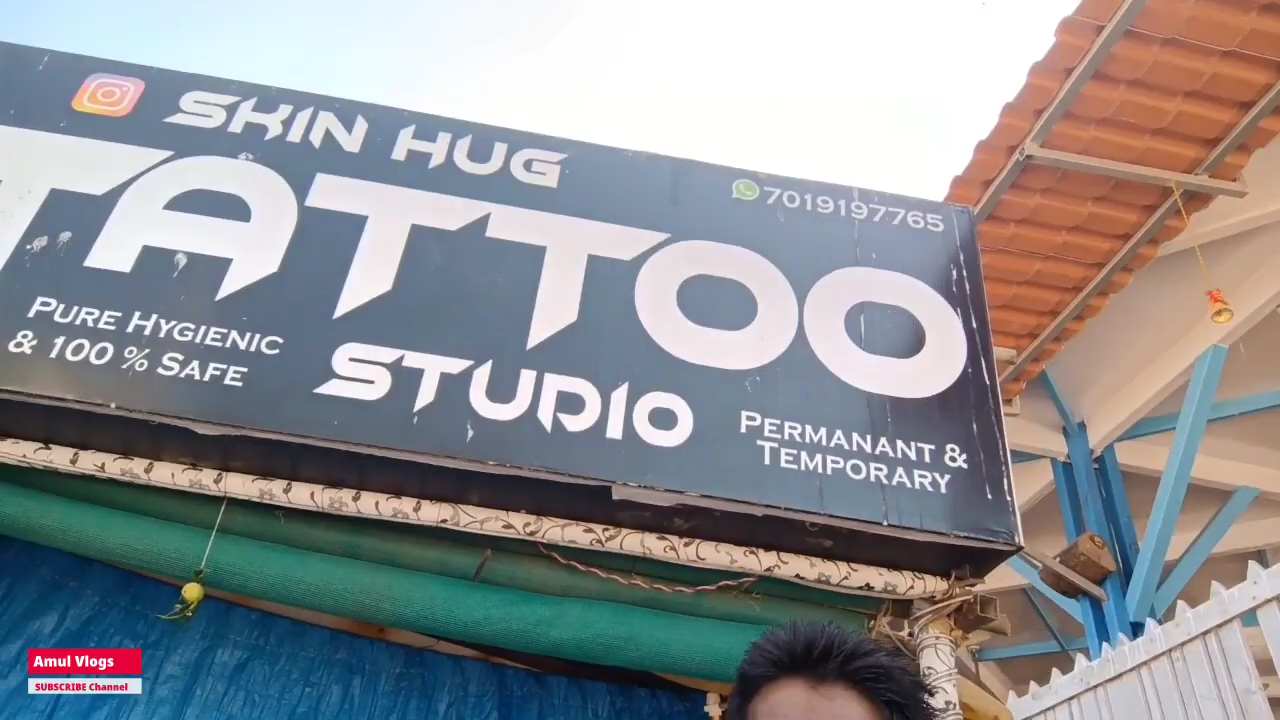 SKIN HUG
7019197765
TATTOO
PURE HYGIENIC
& 100 % SAFE
STUDIO
PERMANANT &
TEMPORARY
Amul Vlogs
SUBSCRIBE Channel